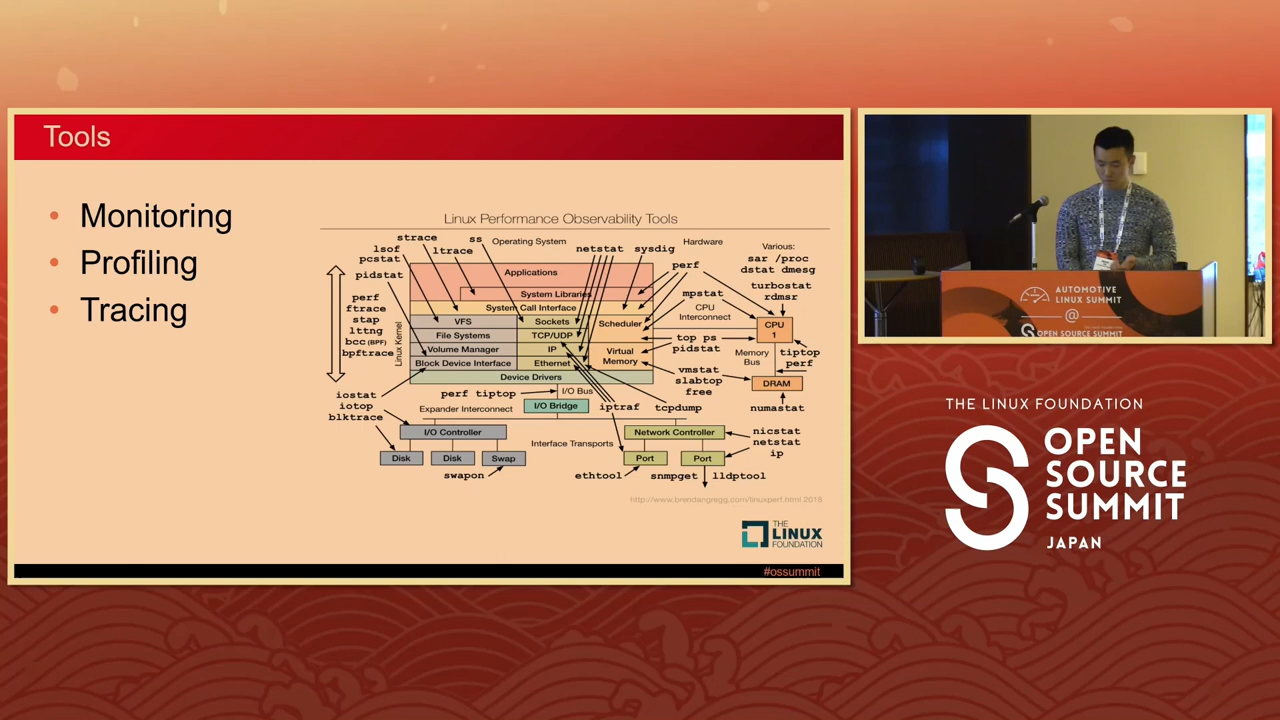 Tools
• Monitoring
• Profiling
• Tracing
Linux Performance Observability Tools
strace
ss
Operating System
netstat
sysdig
Hardware
Various:
sar /proc
dstat dmesg
lsof
pcstat
ltrace
pidstat
perf
turbostat
rdmsr
mpstat
CPU
Interconnect
perf
ftrace
stap
lttng
bcc (BPF)
bpftrace
Linux Kernel
Applications
System Libraries
System Call Interface
VFS
Sockets
Scheduler
File Systems
TCP/UDP
Volume Manager
IP
Virtual
Memory
Block Device Interface
Ethernet
Device Drivers
CPU
1
top ps
pidstat
Memory
Bus
tiptop
perf
vmstat
slabtop
free
DRAM
numastat
iostat
iotop
blktrace
perf tiptop
I/O Bus
I/O Bridge
iptraf
tcpdump
Expander Interconnect
I/O Controller
Interface Transports
Network Controller
nicstat
netstat
ip
Disk
Disk
Swap
Port
Port
swapon
ethtool
snmpget
lldptool
http://www.brendangregg.com/linuxperf.html 2018
THE
LINUX
FOUNDATION
#ossummit
AUTOMOTIVE
LINUX SUMMIT
@
OPEN SOURCE SUMMIT
THE LINUX FOUNDATION
OPEN
SOURCE
SUMMIT
JAPAN